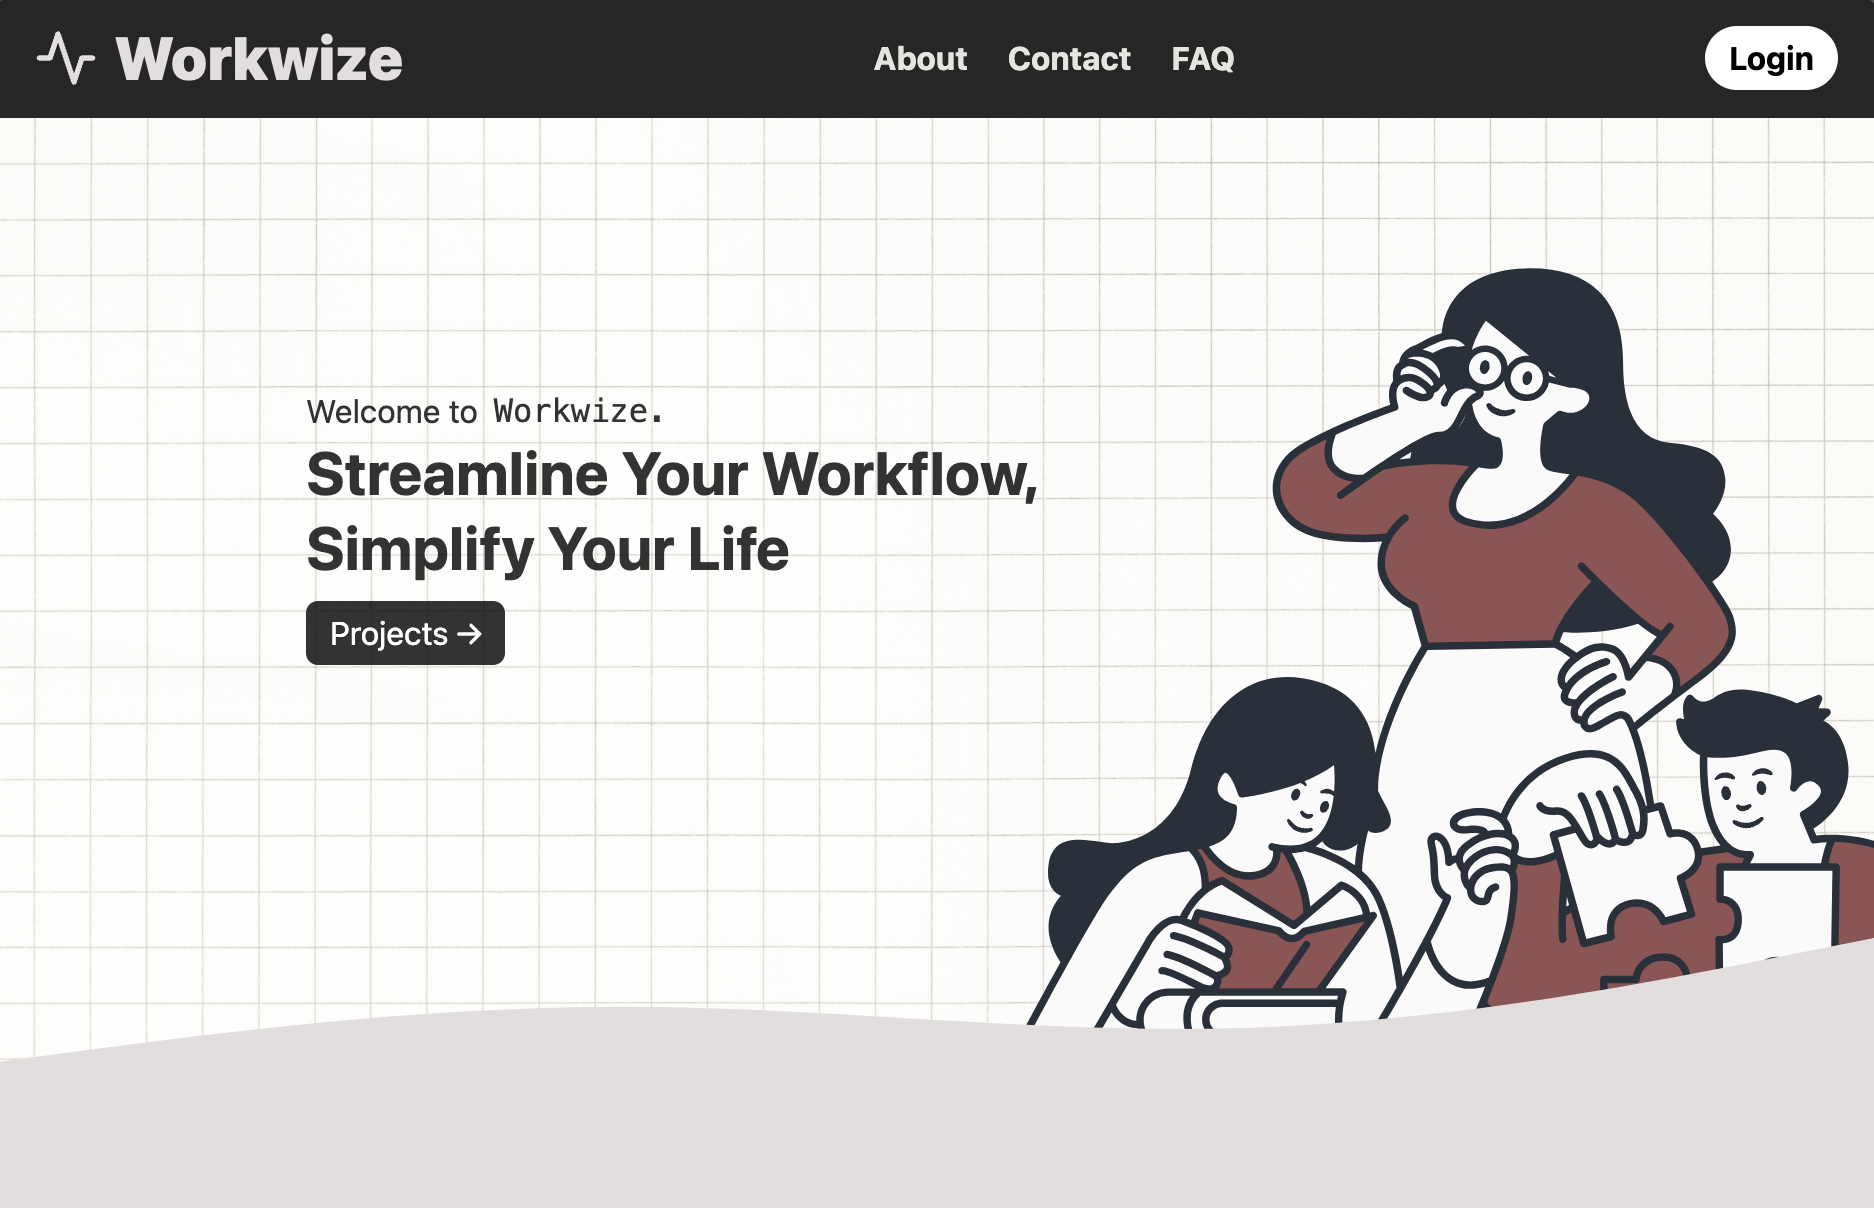 Workwize
About Contact FAQ
Login
Welcome to Workwize.
Streamline Your Workflow,
Simplify Your Life
Projects →